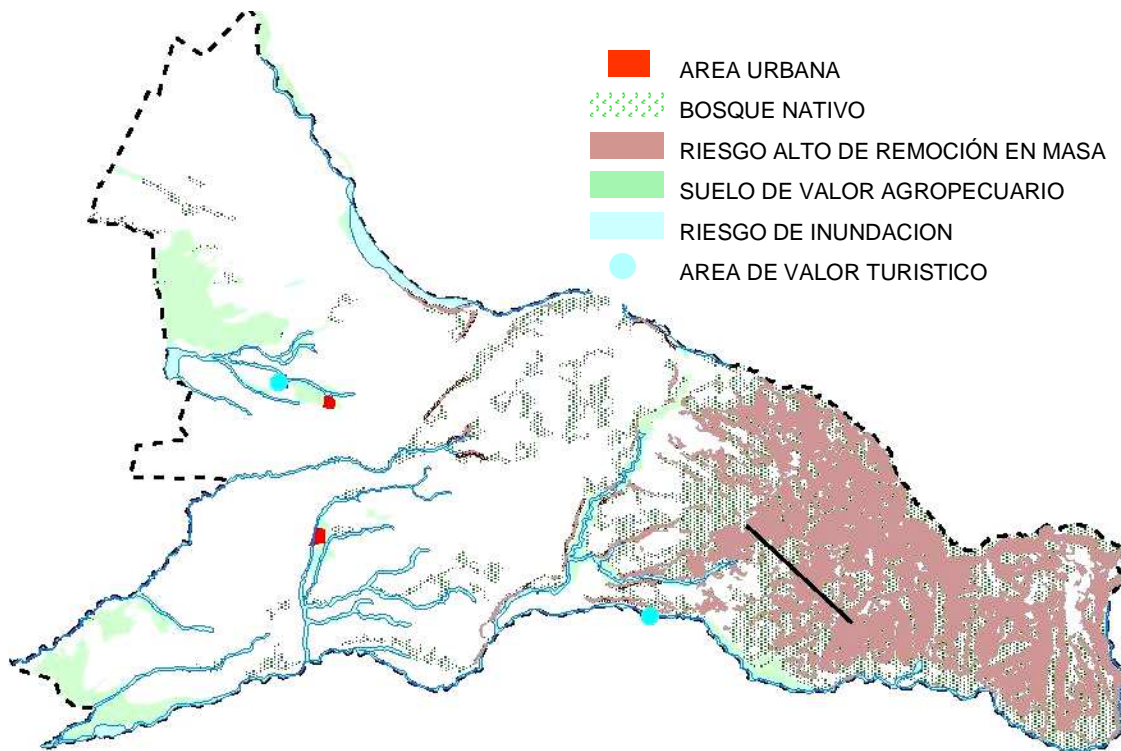 AREA URBANA
BOSQUE NATIVO
RIESGO ALTO DE REMOCIÓN EN MASA
SUELO DE VALOR AGROPECUARIO
RIESGO DE INUNDACION
AREA DE VALOR TURISTICO